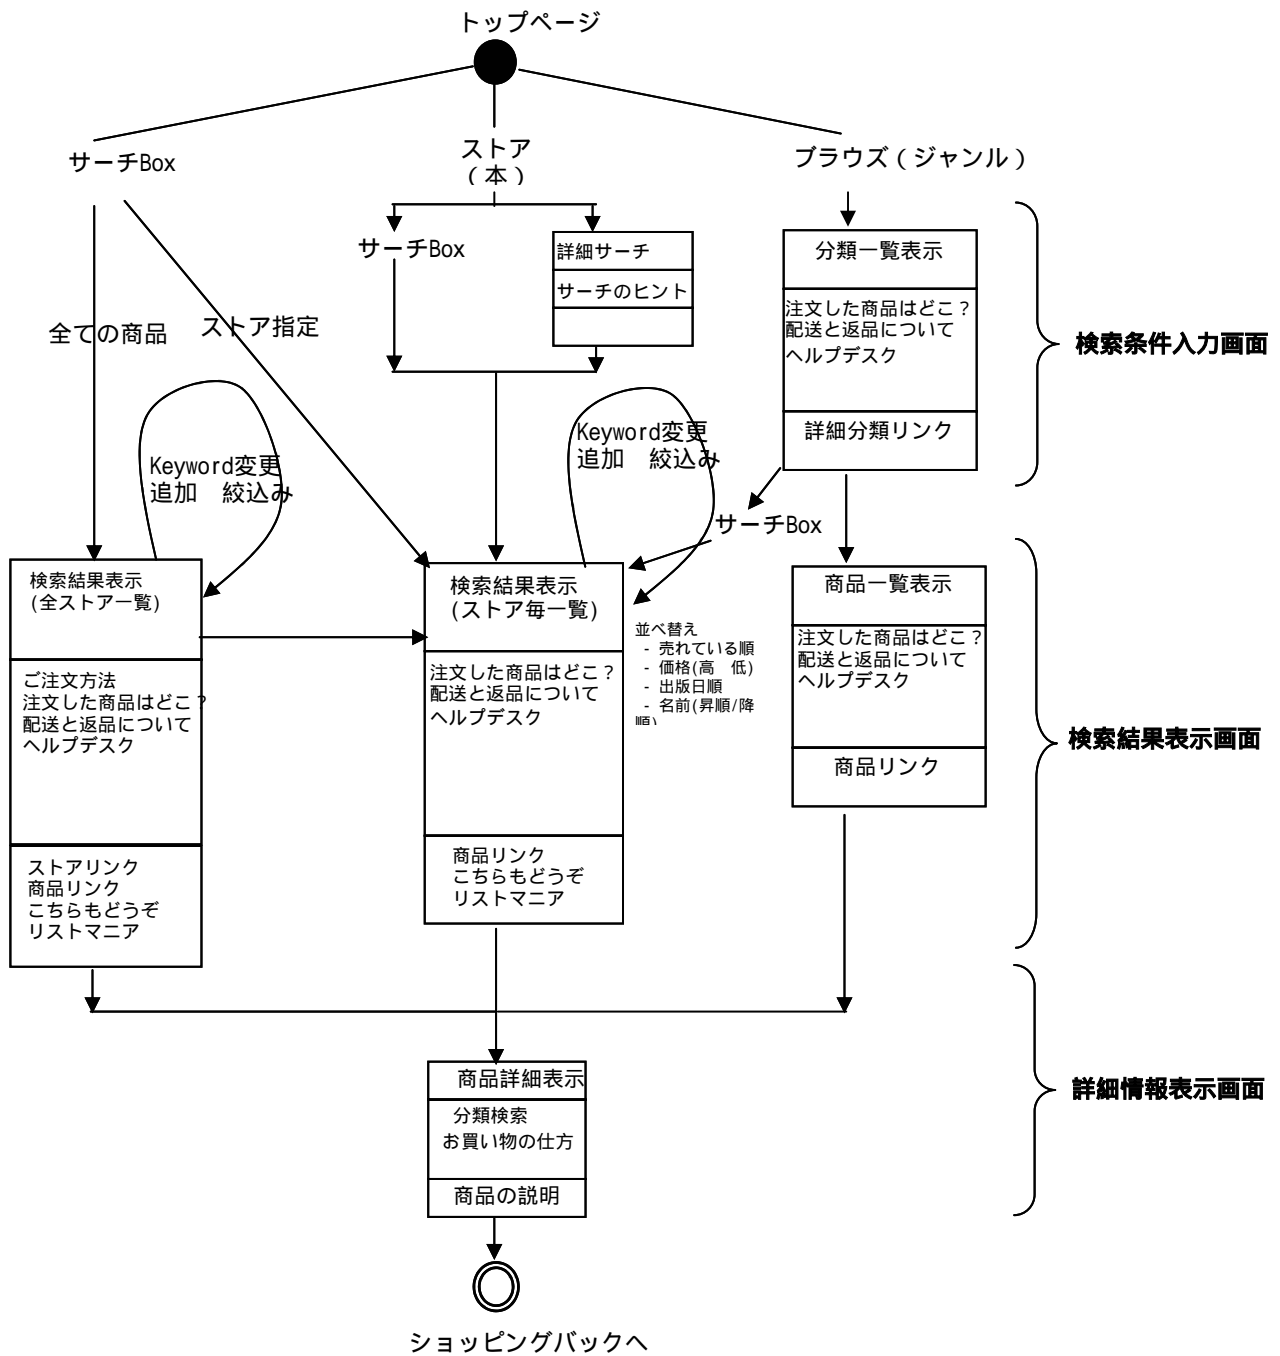 トップページ
サーチBox
ストア
(本)
ブラウズ(ジャンル)
サーチBox
詳細サーチ
サーチのヒント
分類一覧表示
注文した商品はどこ?
配送と返品について
ヘルプデスク
詳細分類リンク
検索条件入力画面
全ての商品
ストア指定
Keyword変更
追加　絞込み
Keyword変更
追加　絞込み
サーチBox
検索結果表示
(全ストア一覧)
ご注文方法
注文した商品はどこ?
配送と返品について
ヘルプデスク
ストアリンク
商品リンク
こちらもどうぞ
リストマニア
検索結果表示
(ストア毎一覧)
注文した商品はどこ?
配送と返品について
ヘルプデスク
商品リンク
こちらもどうぞ
リストマニア
並べ替え
- 売れている順
- 価格(高　低)
- 出版日順
- 名前(昇順/降
順)
商品一覧表示
注文した商品はどこ?
配送と返品について
ヘルプデスク
商品リンク
検索結果表示画面
商品詳細表示
分類検索
お買い物の仕方
商品の説明
詳細情報表示画面
ショッピングバックへ